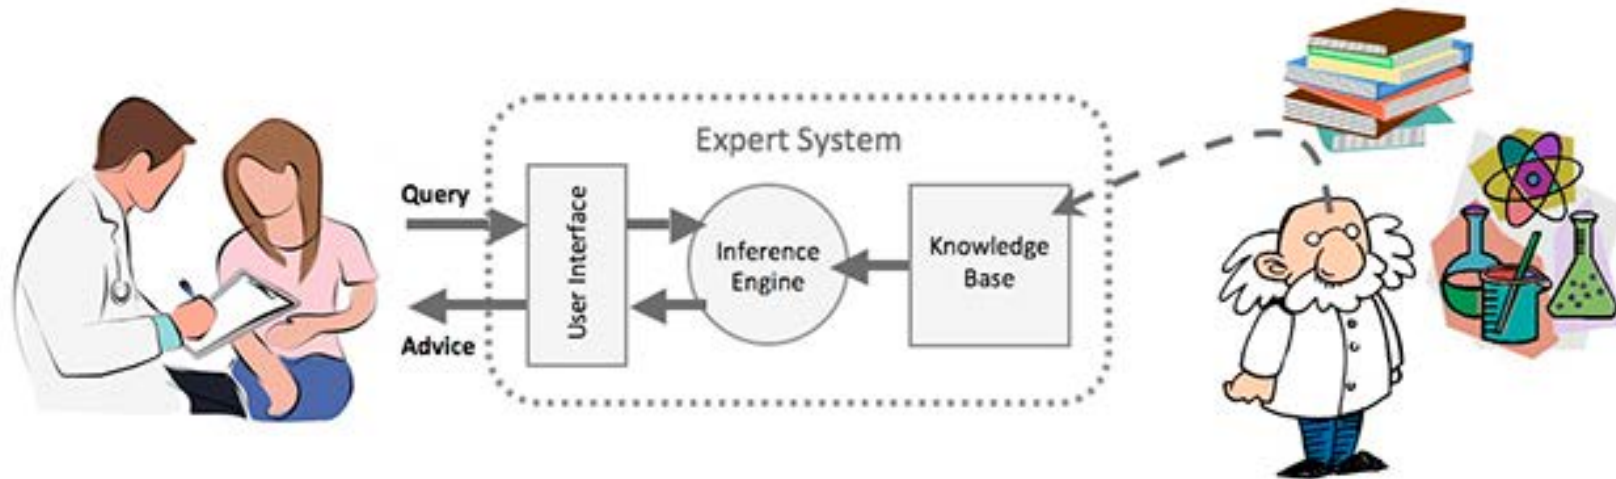 Expert System
Query
Advice
User Interface
Inference
Engine
Knowledge
Base